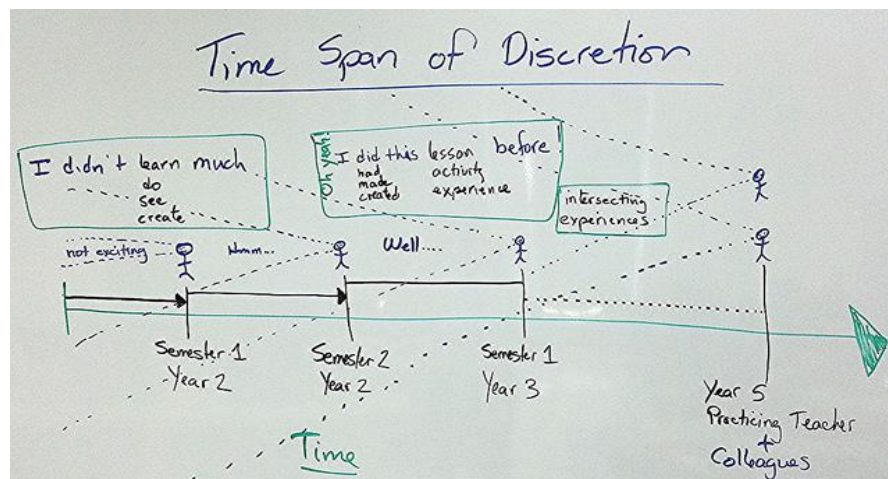 Time Span of Discretion
I didn't learn much
do
see
create
Oh yeah!
I did this lesson before!
had activity
made experience
created
intersecting
experiences
not exciting
Hmm...
Well....
Semester 1
Year 2
Semester 2
Year 2
Semester 1
Year 3
Year 5
Practicing Teacher
+
Colleagues
Time